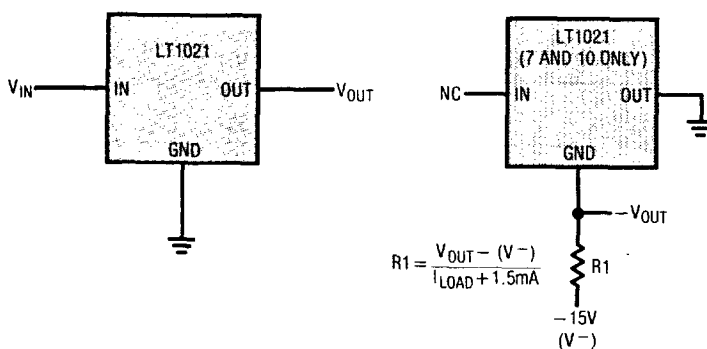 LT1021
V_IN IN OUT V_OUT
GND
LT1021
(7 AND 10 ONLY)
NC IN OUT
GND
−V_OUT
R1 = (V_OUT − (V⁻)) / (I_LOAD + 1.5mA)
R1
−15V
(V⁻)